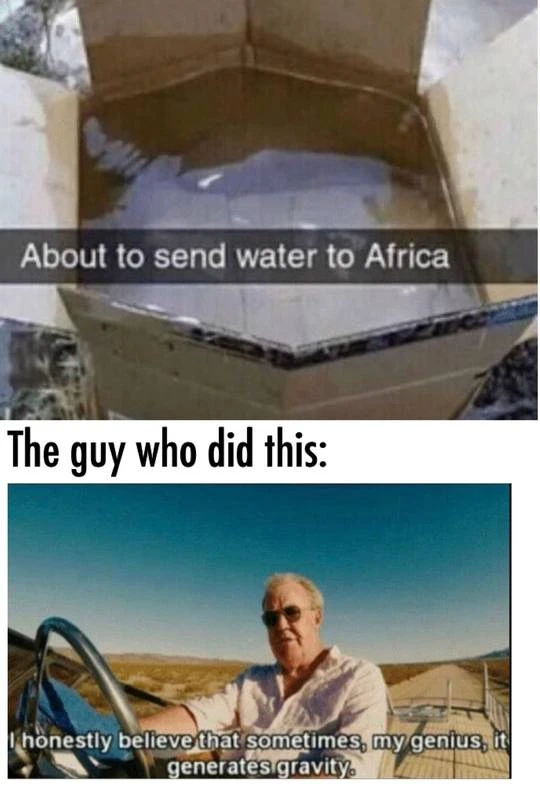 About to send water to Africa
The guy who did this:
I honestly believe that sometimes, my genius, it
generates gravity.